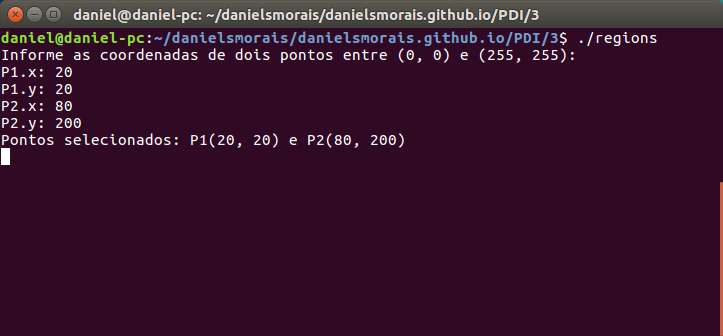 daniel@daniel-pc: ~/danielsmorais/danielsmorais.github.io/PDI/3
daniel@daniel-pc:~/danielsmorais/danielsmorais.github.io/PDI/3$ ./regions
Informe as coordenadas de dois pontos entre (0, 0) e (255, 255):
P1.x: 20
P1.y: 20
P2.x: 80
P2.y: 200
Pontos selecionados: P1(20, 20) e P2(80, 200)